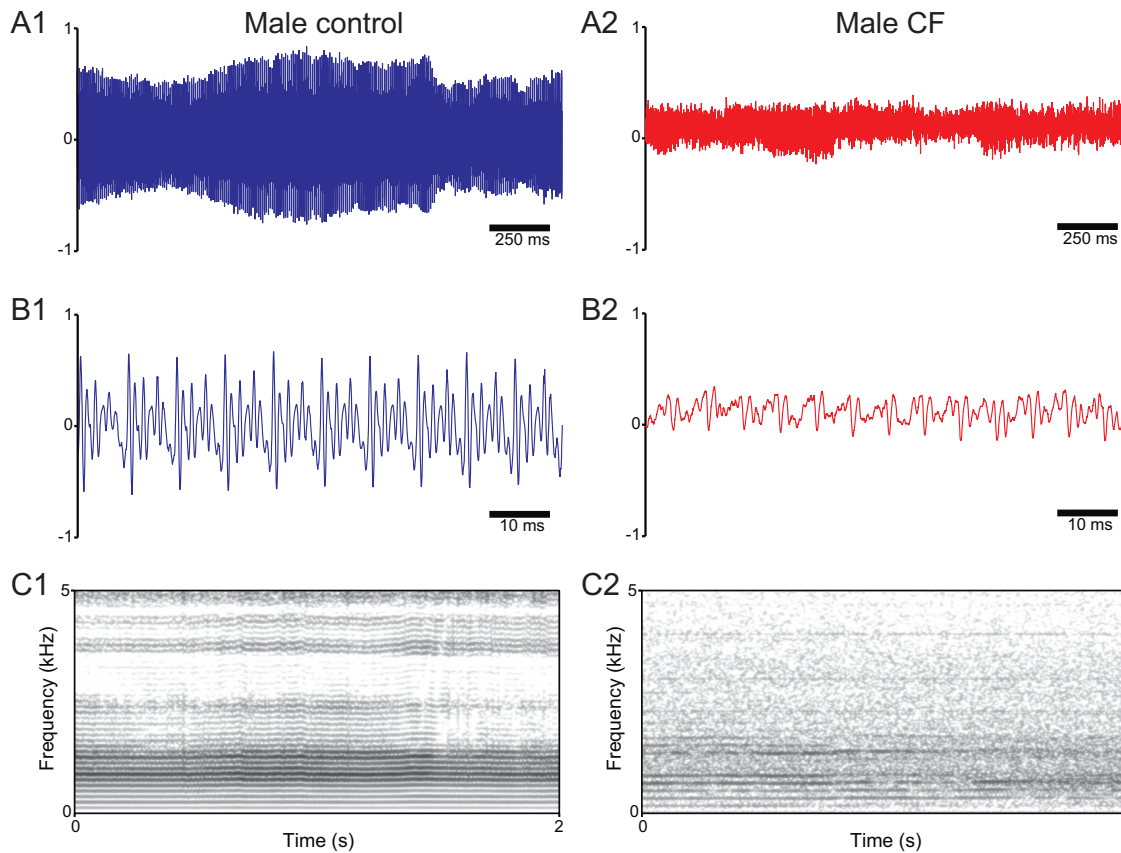 A1 Male control
1
0
-1
250 ms
A2 Male CF
1
0
-1
250 ms
B1
1
0
-1
10 ms
B2
1
0
-1
10 ms
C1
5
Frequency (kHz)
0
0
Time (s)
2
C2
5
Frequency (kHz)
0
0
Time (s)